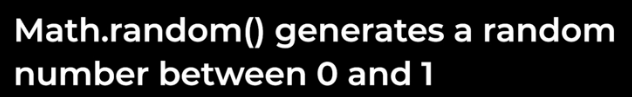 Math.random() generates a random
number between 0 and 1